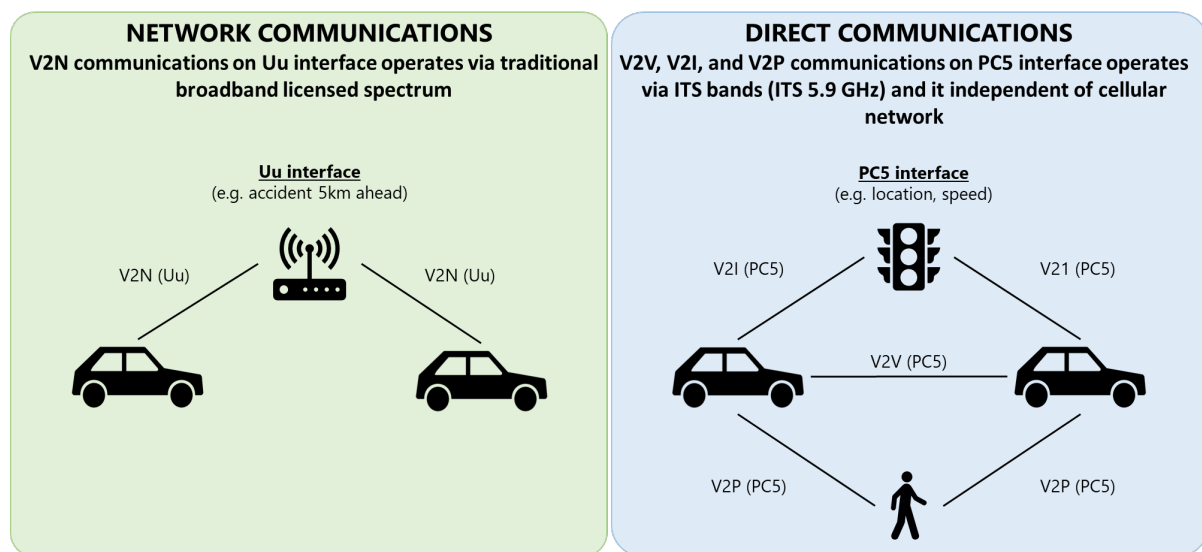 NETWORK COMMUNICATIONS
V2N communications on Uu interface operates via traditional
broadband licensed spectrum
Uu interface
(e.g. accident 5km ahead)
V2N (Uu)
V2N (Uu)
DIRECT COMMUNICATIONS
V2V, V2I, and V2P communications on PC5 interface operates
via ITS bands (ITS 5.9 GHz) and it independent of cellular
network
PC5 interface
(e.g. location, speed)
V2I (PC5)
V21 (PC5)
V2V (PC5)
V2P (PC5)
V2P (PC5)